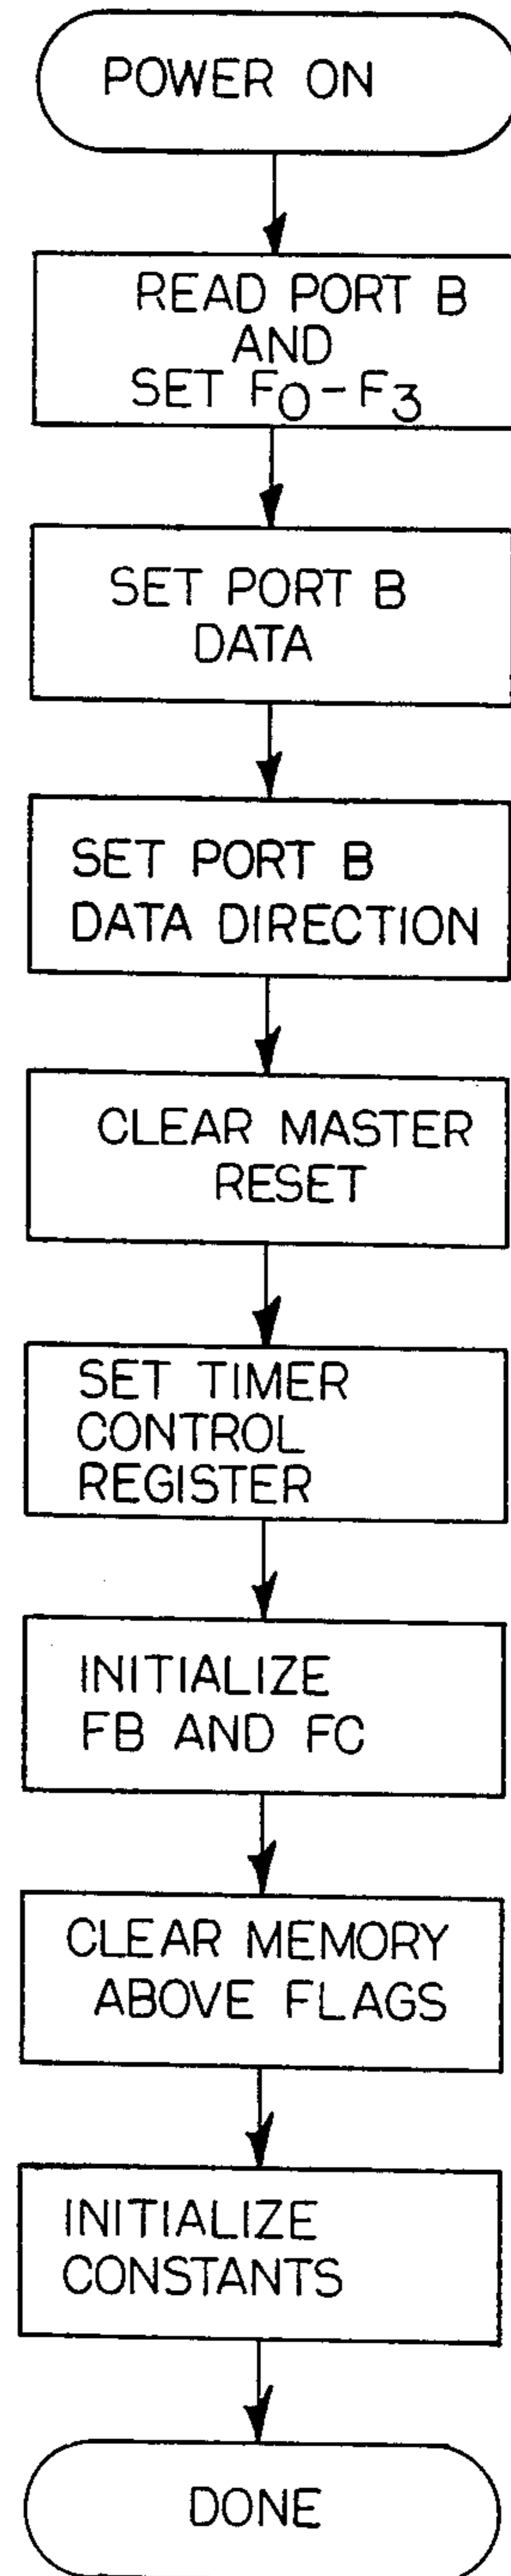 POWER ON
READ PORT B
AND
SET F0-F3
SET PORT B
DATA
SET PORT B
DATA DIRECTION
CLEAR MASTER
RESET
SET TIMER
CONTROL
REGISTER
INITIALIZE
FB AND FC
CLEAR MEMORY
ABOVE FLAGS
INITIALIZE
CONSTANTS
DONE